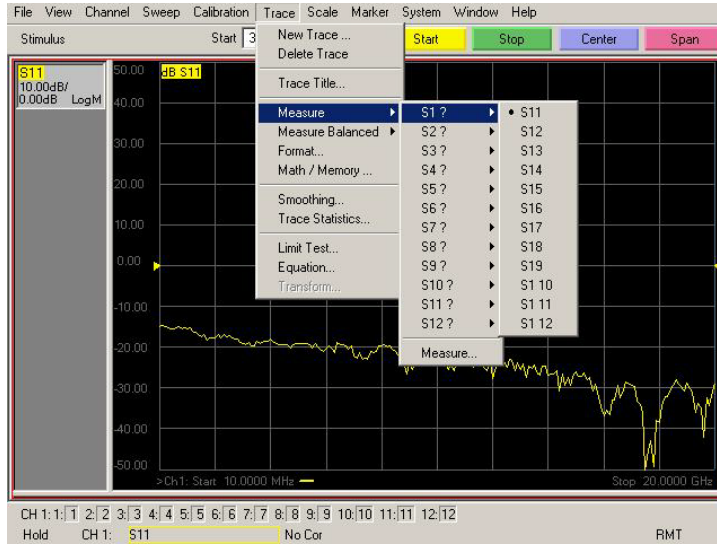 File View Channel Sweep Calibration Trace Scale Marker System Window Help
Stimulus Start 3 Start Stop Center Span
New Trace ...
Delete Trace
Trace Title...
Measure
Measure Balanced
Format...
Math / Memory ...
Smoothing...
Trace Statistics...
Limit Test...
Equation...
Transform...
S1 ?
S2 ?
S3 ?
S4 ?
S5 ?
S6 ?
S7 ?
S8 ?
S9 ?
S10 ?
S11 ?
S12 ?
Measure...
• S11
S12
S13
S14
S15
S16
S17
S18
S19
S1 10
S1 11
S1 12
S11
10.00dB/
0.00dB LogM
dB S11
50.00
40.00
30.00
20.00
10.00
0.00
-10.00
-20.00
-30.00
-40.00
-50.00
>Ch1: Start 10.0000 MHz Stop 20.0000 GHz
CH 1: 1: 1 2: 2 3: 3 4: 4 5: 5 6: 6 7: 7 8: 8 9: 9 10: 10 11: 11 12: 12
Hold CH 1: S11 No Cor RMT